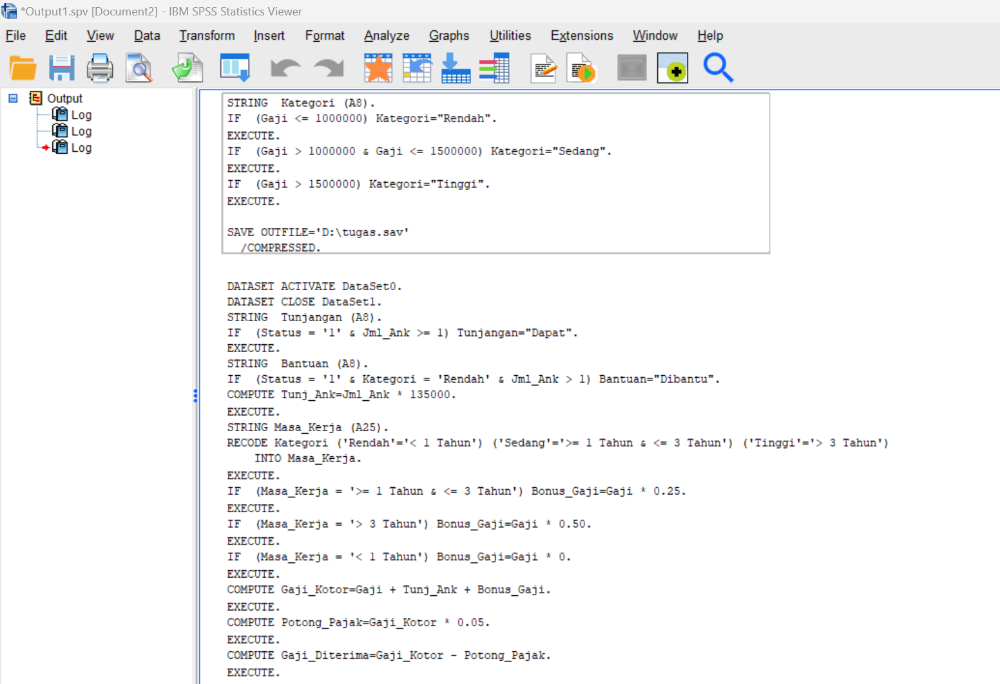 *Output1.spv [Document2] - IBM SPSS Statistics Viewer
File Edit View Data Transform Insert Format Analyze Graphs Utilities Extensions Window Help
Output
Log
Log
Log
STRING  Kategori (A8).
IF  (Gaji <= 1000000) Kategori="Rendah".
EXECUTE.
IF  (Gaji > 1000000 & Gaji <= 1500000) Kategori="Sedang".
EXECUTE.
IF  (Gaji > 1500000) Kategori="Tinggi".
EXECUTE.
SAVE OUTFILE='D:\tugas.sav'
  /COMPRESSED.
DATASET ACTIVATE DataSet0.
DATASET CLOSE DataSet1.
STRING  Tunjangan (A8).
IF  (Status = '1' & Jml_Ank >= 1) Tunjangan="Dapat".
EXECUTE.
STRING  Bantuan (A8).
IF  (Status = '1' & Kategori = 'Rendah' & Jml_Ank > 1) Bantuan="Dibantu".
COMPUTE Tunj_Ank=Jml_Ank * 135000.
EXECUTE.
STRING Masa_Kerja (A25).
RECODE Kategori ('Rendah'='< 1 Tahun') ('Sedang'='>= 1 Tahun & <= 3 Tahun') ('Tinggi'='> 3 Tahun')
    INTO Masa_Kerja.
EXECUTE.
IF  (Masa_Kerja = '>= 1 Tahun & <= 3 Tahun') Bonus_Gaji=Gaji * 0.25.
EXECUTE.
IF  (Masa_Kerja = '> 3 Tahun') Bonus_Gaji=Gaji * 0.50.
EXECUTE.
IF  (Masa_Kerja = '< 1 Tahun') Bonus_Gaji=Gaji * 0.
EXECUTE.
COMPUTE Gaji_Kotor=Gaji + Tunj_Ank + Bonus_Gaji.
EXECUTE.
COMPUTE Potong_Pajak=Gaji_Kotor * 0.05.
EXECUTE.
COMPUTE Gaji_Diterima=Gaji_Kotor - Potong_Pajak.
EXECUTE.